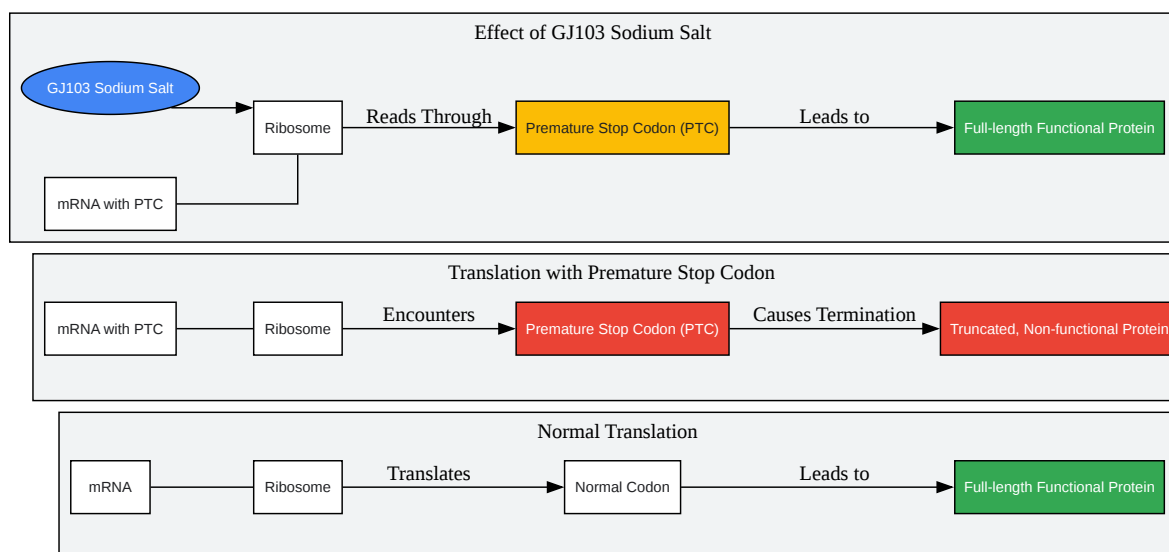 Effect of GJ103 Sodium Salt
GJ103 Sodium Salt
Ribosome
Reads Through
Premature Stop Codon (PTC)
Leads to
Full-length Functional Protein
mRNA with PTC
Translation with Premature Stop Codon
mRNA with PTC
Ribosome
Encounters
Premature Stop Codon (PTC)
Causes Termination
Truncated, Non-functional Protein
Normal Translation
mRNA
Ribosome
Translates
Normal Codon
Leads to
Full-length Functional Protein